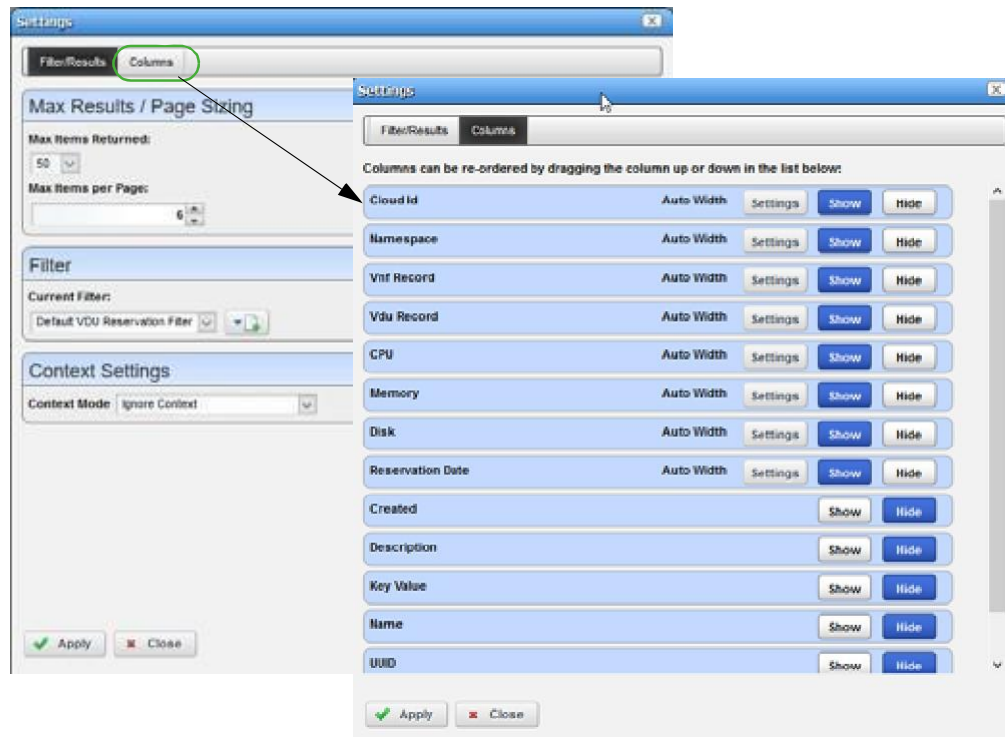 Settings
Filter/Results Columns
Max Results / Page Sizing
Max Items Returned:
50
Max Items per Page:
6
Filter
Current Filter:
Default VDU Reservation Filter
Context Settings
Context Mode Ignore Context
Apply Close
Settings
Filter/Results Columns
Columns can be re-ordered by dragging the column up or down in the list below:
Cloud Id Auto Width Settings Show Hide
Namespace Auto Width Settings Show Hide
Vnf Record Auto Width Settings Show Hide
Vdu Record Auto Width Settings Show Hide
CPU Auto Width Settings Show Hide
Memory Auto Width Settings Show Hide
Disk Auto Width Settings Show Hide
Reservation Date Auto Width Settings Show Hide
Created Show Hide
Description Show Hide
Key Value Show Hide
Name Show Hide
UUID Show Hide
Apply Close